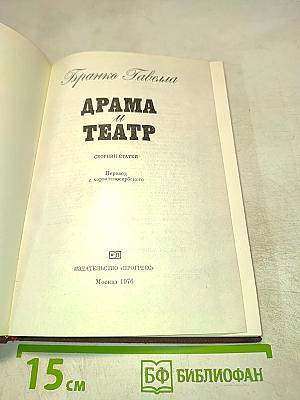 Бранко Гавелла
ДРАМА
и
ТЕАТР
СБОРНИК СТАТЕЙ
Перевод
с хорватскосербского
ИЗДАТЕЛЬСТВО «ПРОГРЕСС»
Москва 1976
15 см
БФ БИБЛИОФАН